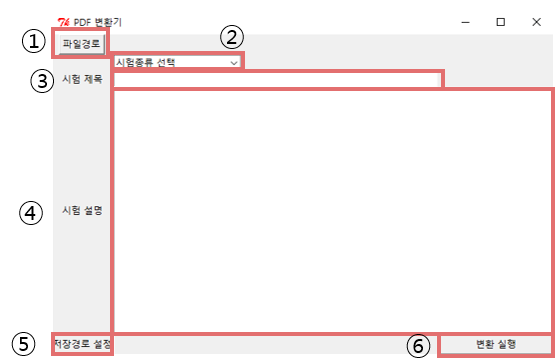 PDF 변환기
① 파일경로
② 시험종류 선택
③ 시험 제목
④ 시험 설명
⑤ 저장경로 설정
⑥ 변환 실행